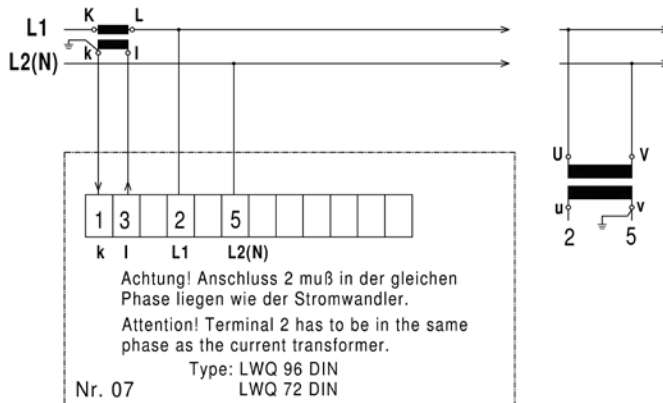 L1 K L
k l
L2(N)
U V
u v
2 5
1 3 2 5
k l L1 L2(N)
Achtung! Anschluss 2 muß in der gleichen
Phase liegen wie der Stromwandler.
Attention! Terminal 2 has to be in the same
phase as the current transformer.
Type: LWQ 96 DIN
Nr. 07 LWQ 72 DIN